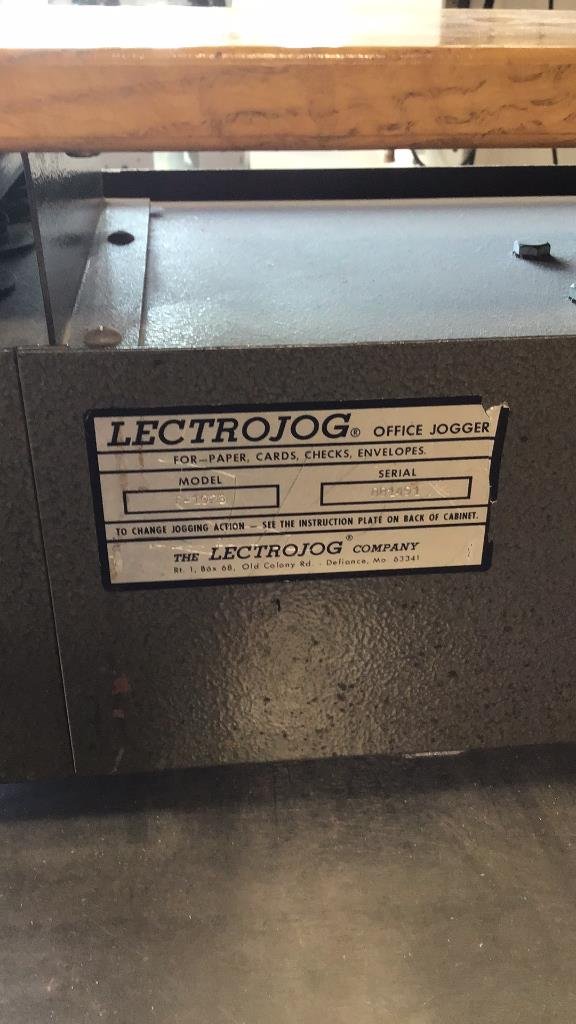 LECTROJOG® OFFICE JOGGER
FOR—PAPER, CARDS, CHECKS, ENVELOPES.
MODEL SERIAL
TO CHANGE JOGGING ACTION — SEE THE INSTRUCTION PLATE ON BACK OF CABINET.
THE LECTROJOG® COMPANY
Rt. 1, Box 68, Old Colony Rd. - Defiance, Mo 63341